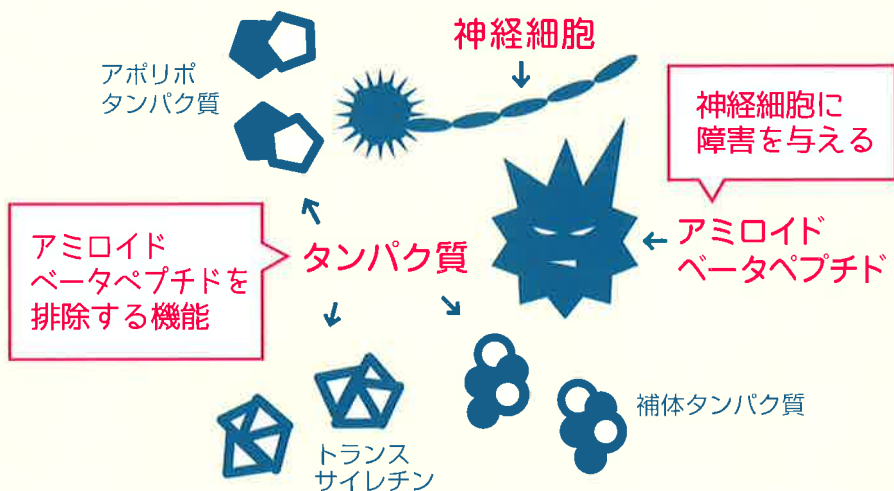 神経細胞
アポリポ
タンパク質
神経細胞に
障害を与える
アミロイド
ベータペプチド
アミロイド
ベータペプチドを
排除する機能
タンパク質
補体タンパク質
トランス
サイレチン